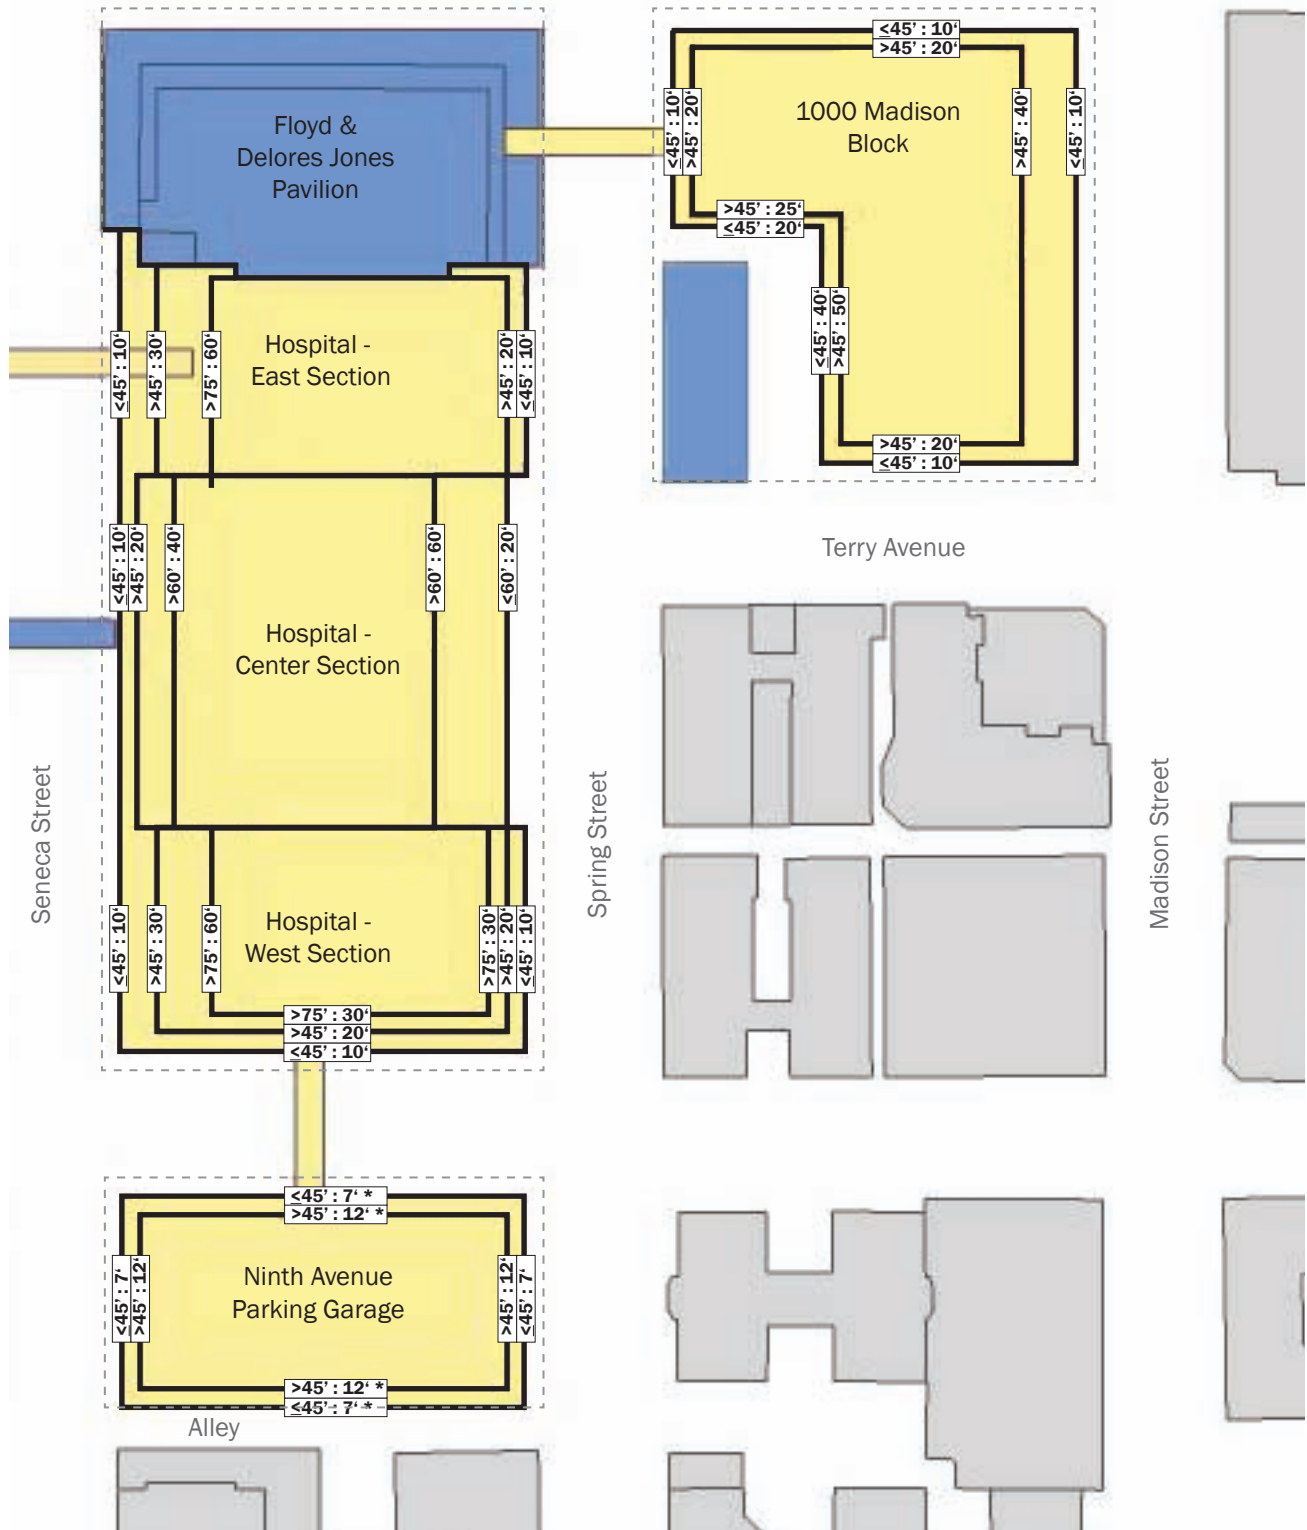 ≤45' : 10'
>45' : 20'
≤45' : 10'
>45' : 20'
>45' : 40'
≤45' : 10'
1000 Madison
Block
Floyd &
Delores Jones
Pavilion
>45' : 25'
≤45' : 20'
≤45' : 40'
>45' : 50'
>45' : 20'
≤45' : 10'
≤45' : 10'
>45' : 30'
>75' : 60'
Hospital -
East Section
>45' : 20'
≤45' : 10'
Terry Avenue
≤45' : 10'
>45' : 20'
>60' : 40'
>60' : 60'
≤60' : 20'
Hospital -
Center Section
Seneca Street
Spring Street
Madison Street
≤45' : 10'
>45' : 30'
>75' : 60'
Hospital -
West Section
>75' : 30'
>45' : 20'
≤45' : 10'
>75' : 30'
>45' : 20'
≤45' : 10'
≤45' : 7' *
>45' : 12' *
≤45' : 7'
>45' : 12'
Ninth Avenue
Parking Garage
>45' : 12'
≤45' : 7'
>45' : 12' *
≤45' : 7' *
Alley